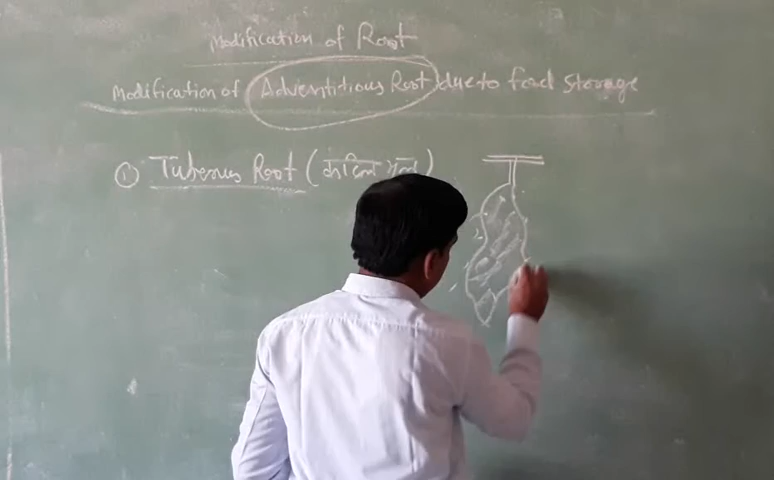 Modification of Root
Modification of Adventitious Root due to food storage
① Tuberous Root (